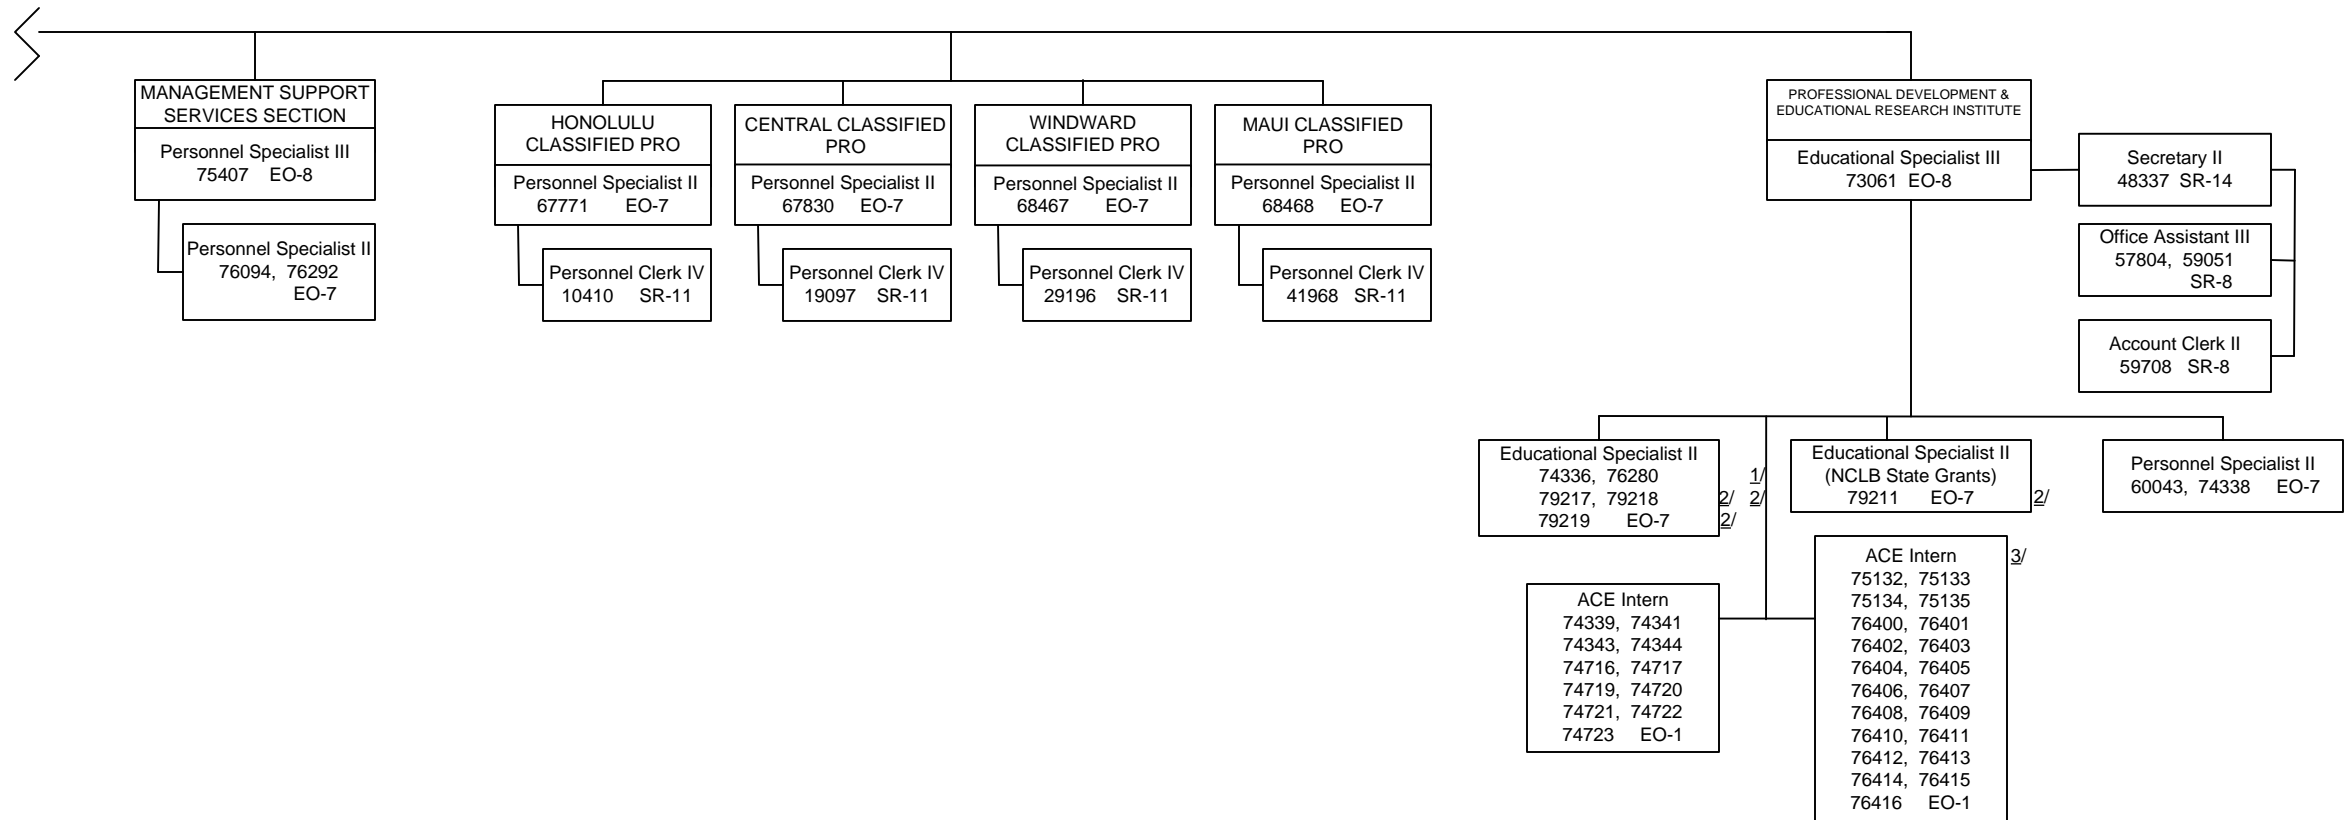 MANAGEMENT SUPPORT
SERVICES SECTION
Personnel Specialist III
75407 EO-8
Personnel Specialist II
76094, 76292
EO-7
HONOLULU
CLASSIFIED PRO
Personnel Specialist II
67771 EO-7
Personnel Clerk IV
10410 SR-11
CENTRAL CLASSIFIED
PRO
Personnel Specialist II
67830 EO-7
Personnel Clerk IV
19097 SR-11
WINDWARD
CLASSIFIED PRO
Personnel Specialist II
68467 EO-7
Personnel Clerk IV
29196 SR-11
MAUI CLASSIFIED
PRO
Personnel Specialist II
68468 EO-7
Personnel Clerk IV
41968 SR-11
PROFESSIONAL DEVELOPMENT &
EDUCATIONAL RESEARCH INSTITUTE
Educational Specialist III
73061 EO-8
Secretary II
48337 SR-14
Office Assistant III
57804, 59051
SR-8
Account Clerk II
59708 SR-8
Educational Specialist II
74336, 76280 1/
79217, 79218 2/ 2/
79219 EO-7 2/
Educational Specialist II
(NCLB State Grants)
79211 EO-7 2/
Personnel Specialist II
60043, 74338 EO-7
ACE Intern
74339, 74341
74343, 74344
74716, 74717
74719, 74720
74721, 74722
74723 EO-1
ACE Intern 3/
75132, 75133
75134, 75135
76400, 76401
76402, 76403
76404, 76405
76406, 76407
76408, 76409
76410, 76411
76412, 76413
76414, 76415
76416 EO-1